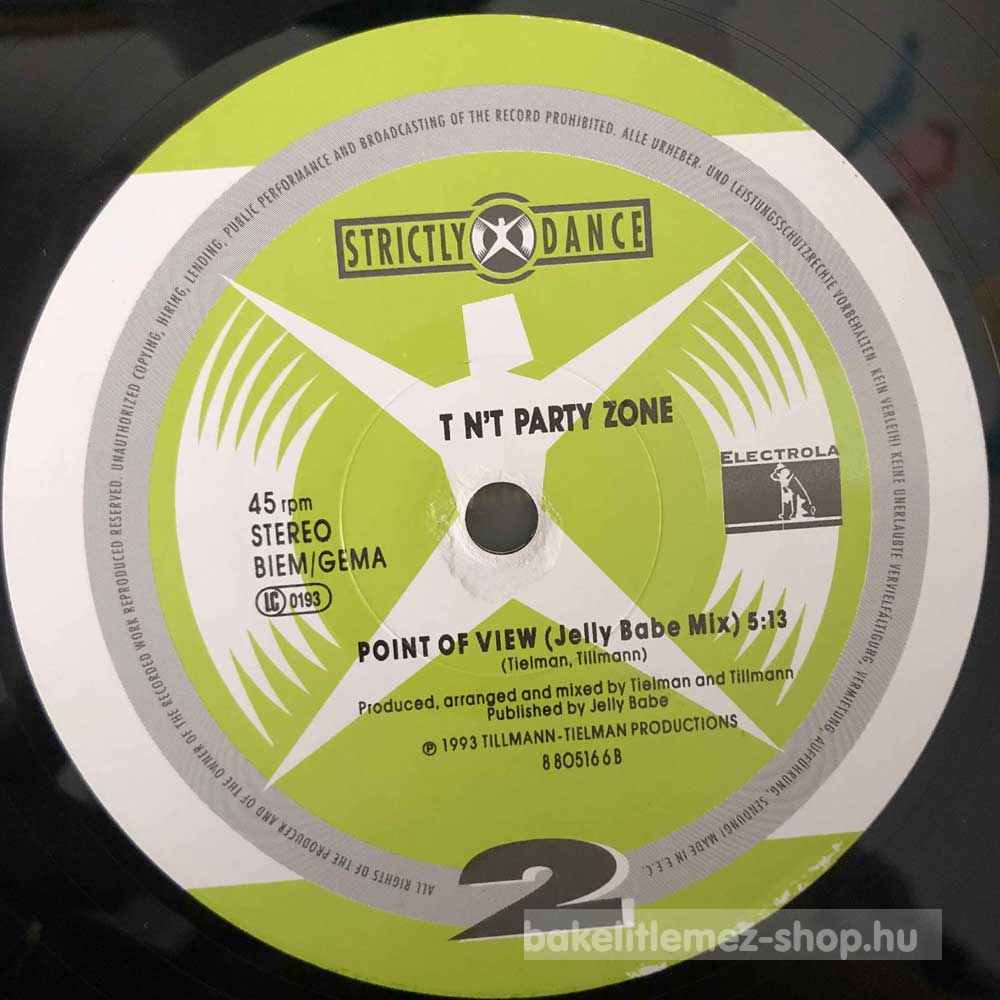 ALL RIGHTS OF THE PRODUCER AND OF THE OWNER OF THE RECORDED WORK REPRODUCED RESERVED. UNAUTHORIZED COPYING, HIRING, LENDING, PUBLIC PERFORMANCE AND BROADCASTING OF THE RECORD PROHIBITED. ALLE URHEBER- UND LEISTUNGSSCHUTZRECHTE VORBEHALTEN. KEIN VERLEIH! KEINE UNERLAUBTE VERVIELFÄLTIGUNG, VERMIETUNG, AUFFÜHRUNG, SENDUNG! MADE IN E.E.C.
STRICTLY DANCE
T N'T PARTY ZONE
ELECTROLA
45 rpm
STEREO
BIEM/GEMA
LC 0193
POINT OF VIEW (Jelly Babe Mix) 5:13
(Tielman, Tillmann)
Produced, arranged and mixed by Tielman and Tillmann
Published by Jelly Babe
℗ 1993 TILLMANN-TIELMAN PRODUCTIONS
8 80516 6 B
2
bakelitlemez-shop.hu